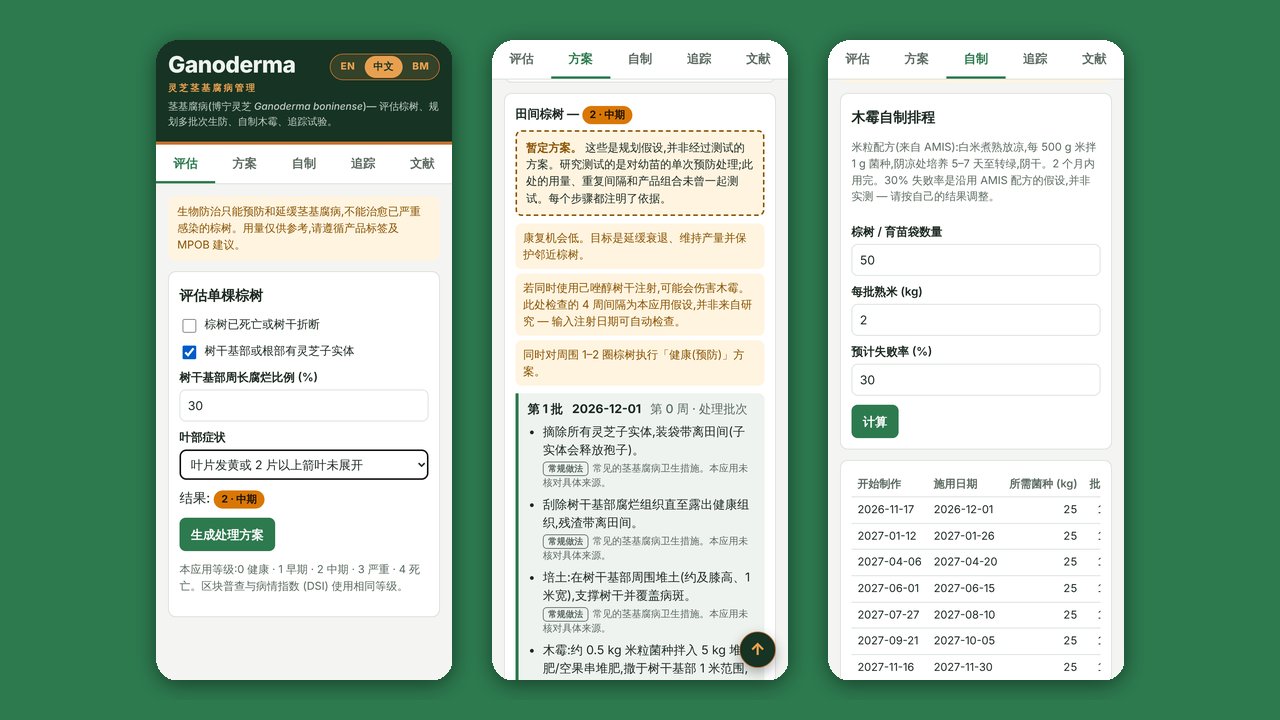 Ganoderma
EN 中文 BM
灵芝茎基腐病管理
茎基腐病(博宁灵芝 Ganoderma boninense)— 评估棕树、规
划多批次生防、自制木霉、追踪试验。
评估 方案 自制 追踪 文献
生物防治只能预防和延缓茎基腐病,不能治愈已严重
感染的棕树。用量仅供参考,请遵循产品标签及
MPOB 建议。
评估单棵棕树
棕树已死亡或树干折断
树干基部或根部有灵芝子实体
树干基部周长腐烂比例 (%)
30
叶部症状
叶片发黄或 2 片以上箭叶未展开
结果: 2 · 中期
生成处理方案
本应用等级:0 健康 · 1 早期 · 2 中期 · 3 严重 · 4 死
亡。区块普查与病情指数 (DSI) 使用相同等级。
评估 方案 自制 追踪 文献
田间棕树 — 2 · 中期
暂定方案。 这些是规划假设,并非经过测试的
方案。研究测试的是对幼苗的单次预防处理;此
处的用量、重复间隔和产品组合未曾一起测
试。每个步骤都注明了依据。
康复机会低。目标是延缓衰退、维持产量并保
护邻近棕树。
若同时使用己唑醇树干注射,可能会伤害木霉。
此处检查的 4 周间隔为本应用假设,并非来自研
究 — 输入注射日期可自动检查。
同时对周围 1–2 圈棕树执行「健康(预防)」方
案。
第 1 批 2026-12-01 第 0 周 · 处理批次
摘除所有灵芝子实体,装袋带离田间(子
实体会释放孢子)。
常规做法 常见的茎基腐病卫生措施。本应用未
核对具体来源。
刮除树干基部腐烂组织直至露出健康组
织,残渣带离田间。
常规做法 常见的茎基腐病卫生措施。本应用未
核对具体来源。
培土:在树干基部周围堆土(约及膝高、1
米宽),支撑树干并覆盖病斑。
常规做法 常见的茎基腐病卫生措施。本应用未
核对具体来源。
木霉:约 0.5 kg 米粒菌种拌入 5 kg 堆
肥/空果串堆肥,撒于树干基部 1 米范围,
评估 方案 自制 追踪 文献
木霉自制排程
米粒配方(来自 AMIS):白米煮熟放凉,每 500 g 米拌
1 g 菌种,阴凉处培养 5–7 天至转绿,阴干。2 个月内
用完。30% 失败率是沿用 AMIS 配方的假设,并非
实测 — 请按自己的结果调整。
棕树 / 育苗袋数量
50
每批熟米 (kg)
2
预计失败率 (%)
30
计算
开始制作 施用日期 所需菌种 (kg) 批
2026-11-17 2026-12-01 25
2027-01-12 2027-01-26 25
2027-04-06 2027-04-20 25
2027-06-01 2027-06-15 25
2027-07-27 2027-08-10 25
2027-09-21 2027-10-05 25
2027-11-16 2027-11-30 25